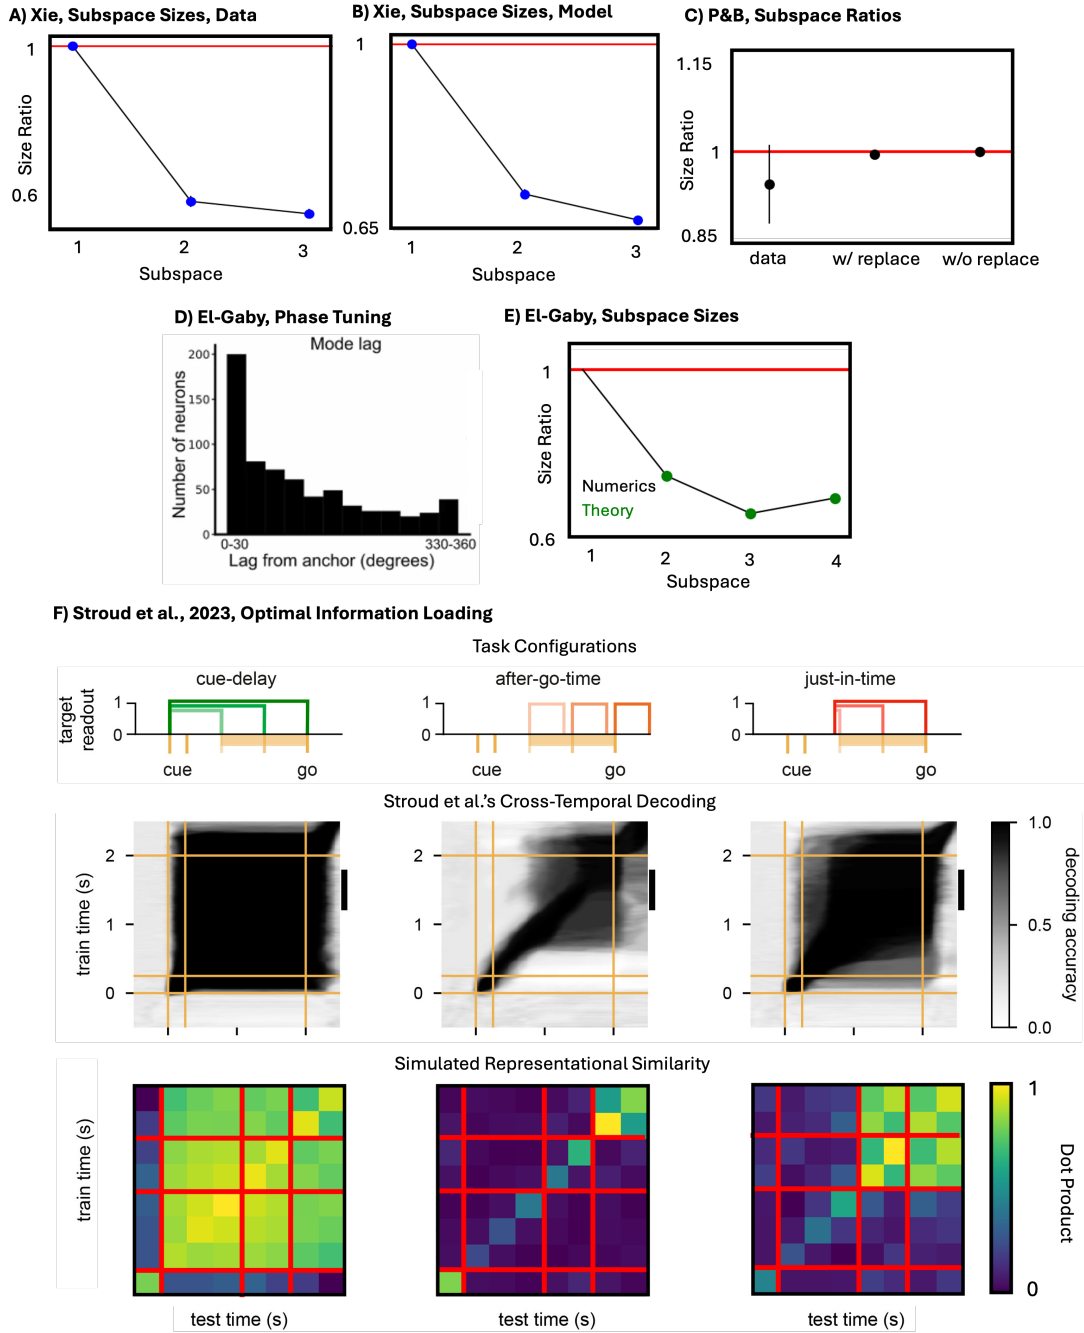 A) Xie, Subspace Sizes, Data
1
0.6
Size Ratio
1 2 3
Subspace
B) Xie, Subspace Sizes, Model
1
0.65
1 2 3
Subspace
C) P&B, Subspace Ratios
1.15
1
0.85
Size Ratio
data w/ replace w/o replace
D) El-Gaby, Phase Tuning
Mode lag
200
150
100
50
0
Number of neurons
0-30 330-360
Lag from anchor (degrees)
E) El-Gaby, Subspace Sizes
1
0.6
Size Ratio
Numerics
Theory
1 2 3 4
Subspace
F) Stroud et al., 2023, Optimal Information Loading
Task Configurations
cue-delay after-go-time just-in-time
target readout
1 1 1
0 0 0
cue go cue go cue go
Stroud et al.'s Cross-Temporal Decoding
train time (s)
2 2 2
1 1 1
0 0 0
1.0
0.5
0.0
decoding accuracy
Simulated Representational Similarity
train time (s)
1
0
Dot Product
test time (s) test time (s) test time (s)